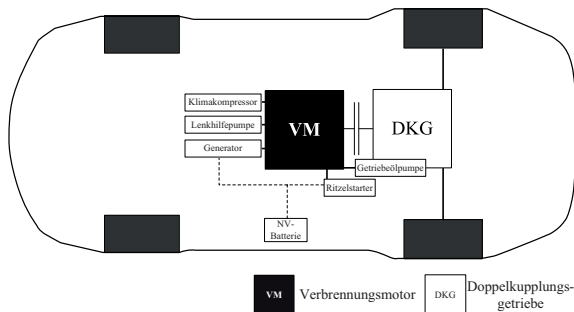 Klimakompressor
Lenkhilfepumpe
Generator
VM
DKG
Getriebeölpumpe
Ritzelstarter
NV-
Batterie
VM Verbrennungsmotor
DKG Doppelkupplungs-
getriebe